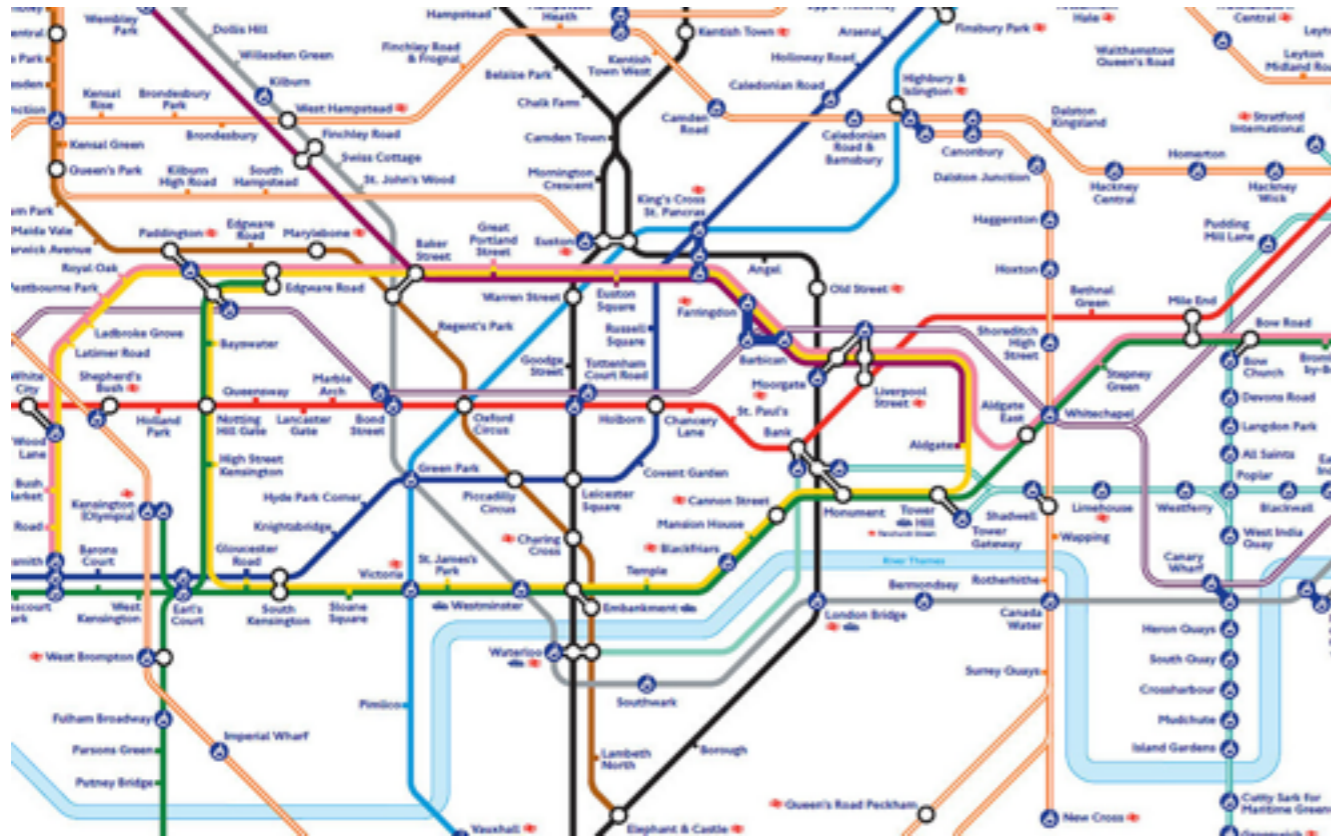 Wembley
Park
Dollis Hill
Willesden Green
Kilburn
West Hampstead
Finchley Road
Swiss Cottage
St. John's Wood
Finchley Road
& Frognal
Hampstead
Heath
Hampstead
Belsize Park
Chalk Farm
Camden Town
Mornington
Crescent
Kentish Town
Kentish
Town West
Camden
Road
Arsenal
Holloway Road
Caledonian Road
Finsbury Park
Highbury &
Islington
Caledonian
Road &
Barnsbury
Canonbury
Dalston
Kingsland
Dalston Junction
Hackney
Central
Homerton
Hackney
Wick
Walthamstow
Queen's Road
Leyton
Midland
Stratford
International
Pudding
Mill Lane
Kensal
Rise
Brondesbury
Park
Brondesbury
Kensal Green
Queen's Park
Kilburn
High Road
South
Hampstead
Maida Vale
Paddington
Edgware
Road
Marylebone
Baker
Street
Great
Portland
Street
Euston
King's Cross
St. Pancras
Angel
Old Street
Haggerston
Hoxton
Shoreditch
High
Street
Bethnal
Green
Mile End
Bow Road
Bow
Church
Royal Oak
Edgware Road
Warren Street
Euston
Square
Farringdon
Ladbroke Grove
Latimer Road
Bayswater
Regent's Park
Russell
Square
Goodge
Street
Tottenham
Court Road
Barbican
Moorgate
Liverpool
Street
Stepney
Green
White
City
Shepherd's
Bush
Holland
Park
Queensway
Notting
Hill Gate
Lancaster
Gate
Marble
Arch
Bond
Street
Oxford
Circus
Holborn
Chancery
Lane
St. Paul's
Bank
Aldgate
Aldgate
East
Whitechapel
Devons Road
Langdon Park
All Saints
Poplar
Blackwall
Wood
Lane
High Street
Kensington
Green Park
Hyde Park Corner
Knightsbridge
Piccadilly
Circus
Leicester
Square
Covent Garden
Cannon Street
Mansion House
Blackfriars
Monument
Tower
Hill
Tower
Gateway
Shadwell
Limehouse
Westferry
West India
Quay
Canary
Wharf
Wapping
Kensington
(Olympia)
Barons
Court
Gloucester
Road
West
Kensington
Earl's
Court
South
Kensington
Sloane
Square
Victoria
St. James's
Park
Westminster
Charing
Cross
Embankment
Temple
River Thames
Bermondsey
London Bridge
Rotherhithe
Canada
Water
Heron Quays
South Quay
Crossharbour
Mudchute
Island Gardens
Cutty Sark for
West Brompton
Fulham Broadway
Parsons Green
Putney Bridge
Imperial Wharf
Pimlico
Vauxhall
Waterloo
Southwark
Lambeth
North
Borough
Elephant & Castle
Surrey Quays
Queen's Road Peckham
New Cross